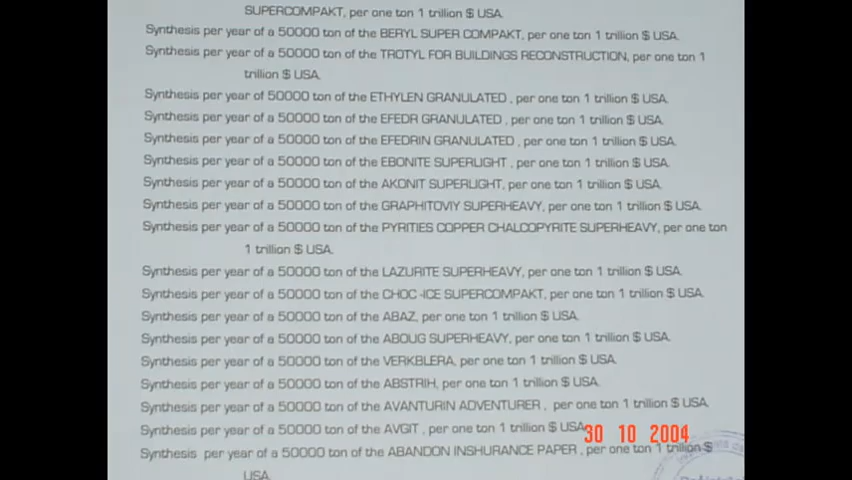 SUPERCOMPAKT, per one ton 1 trillion $ USA.
Synthesis per year of a 50000 ton of the BERYL SUPER COMPAKT, per one ton 1 trillion $ USA.
Synthesis per year of a 50000 ton of the TROTYL FOR BUILDINGS RECONSTRUCTION, per one ton 1
trillion $ USA.
Synthesis per year of 50000 ton of the ETHYLEN GRANULATED , per one ton 1 trillion $ USA.
Synthesis per year of a 50000 ton of the EFEDR GRANULATED , per one ton 1 trillion $ USA.
Synthesis per year of a 50000 ton of the EFEDRIN GRANULATED , per one ton 1 trillion $ USA.
Synthesis per year of a 50000 ton of the EBONITE SUPERLIGHT , per one ton 1 trillion $ USA.
Synthesis per year of a 50000 ton of the AKONIT SUPERLIGHT, per one ton 1 trillion $ USA.
Synthesis per year of a 50000 ton of the GRAPHITOVIY SUPERHEAVY, per one ton 1 trillion $ USA.
Synthesis per year of a 50000 ton of the PYRITIES COPPER CHALCOPYRITE SUPERHEAVY, per one ton
1 trillion $ USA.
Synthesis per year of a 50000 ton of the LAZURITE SUPERHEAVY, per one ton 1 trillion $ USA.
Synthesis per year of a 50000 ton of the CHOC -ICE SUPERCOMPAKT, per one ton 1 trillion $ USA.
Synthesis per year of a 50000 ton of the ABAZ, per one ton 1 trillion $ USA.
Synthesis per year of a 50000 ton of the ABOUG SUPERHEAVY, per one ton 1 trillion $ USA.
Synthesis per year of a 50000 ton of the VERKBLERA, per one ton 1 trillion $ USA.
Synthesis per year of a 50000 ton of the ABSTRIH, per one ton 1 trillion $ USA.
Synthesis per year of a 50000 ton of the AVANTURIN ADVENTURER , per one ton 1 trillion $ USA.
Synthesis per year of a 50000 ton of the AVGIT , per one ton 1 trillion $ USA.
30 10 2004
Synthesis per year of a 50000 ton of the ABANDON INSHURANCE PAPER , per one ton 1 trillion $
USA.